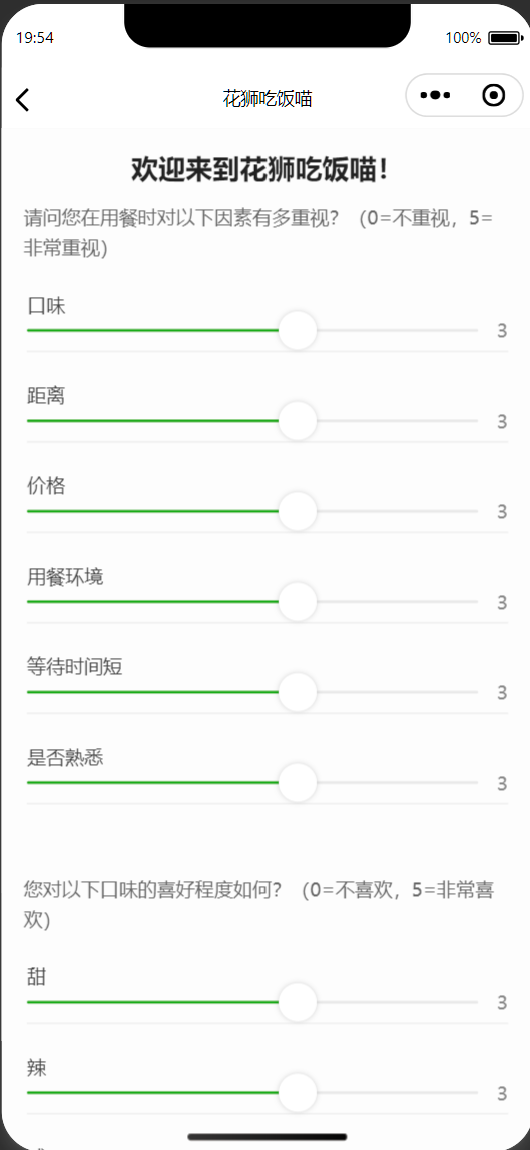 19:54
100%
花狮吃饭喵
欢迎来到花狮吃饭喵！
请问您在用餐时对以下因素有多重视？（0=不重视，5=
非常重视）
口味
3
距离
3
价格
3
用餐环境
3
等待时间短
3
是否熟悉
3
您对以下口味的喜好程度如何？（0=不喜欢，5=非常喜
欢）
甜
3
辣
3